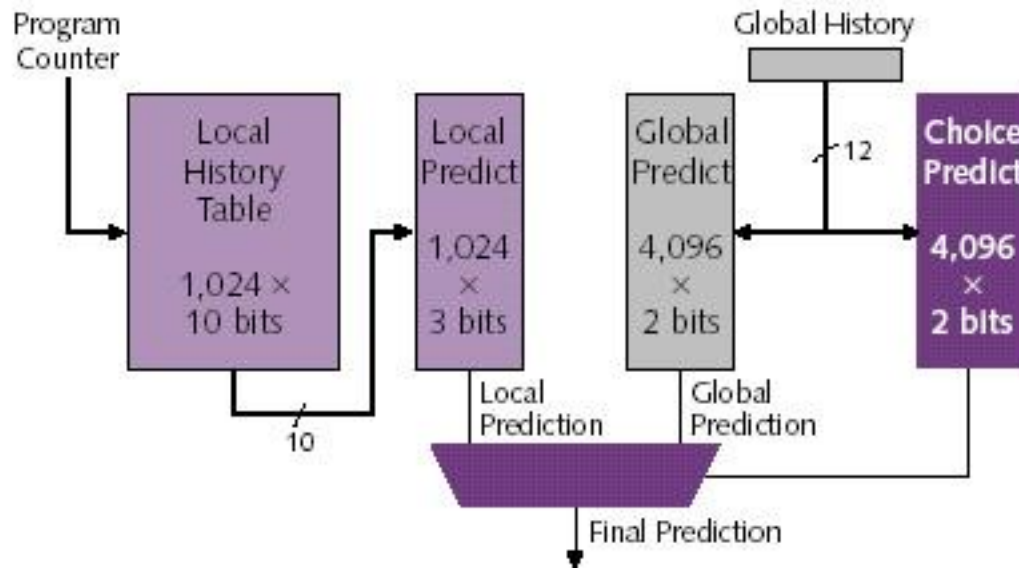 Program
Counter
Global History
Local
History
Table
1,024 ×
10 bits
Local
Predict
1,024
×
3 bits
Global
Predict
4,096
×
2 bits
12
Choice
Predict
4,096
×
2 bits
10
Local
Prediction
Global
Prediction
Final Prediction